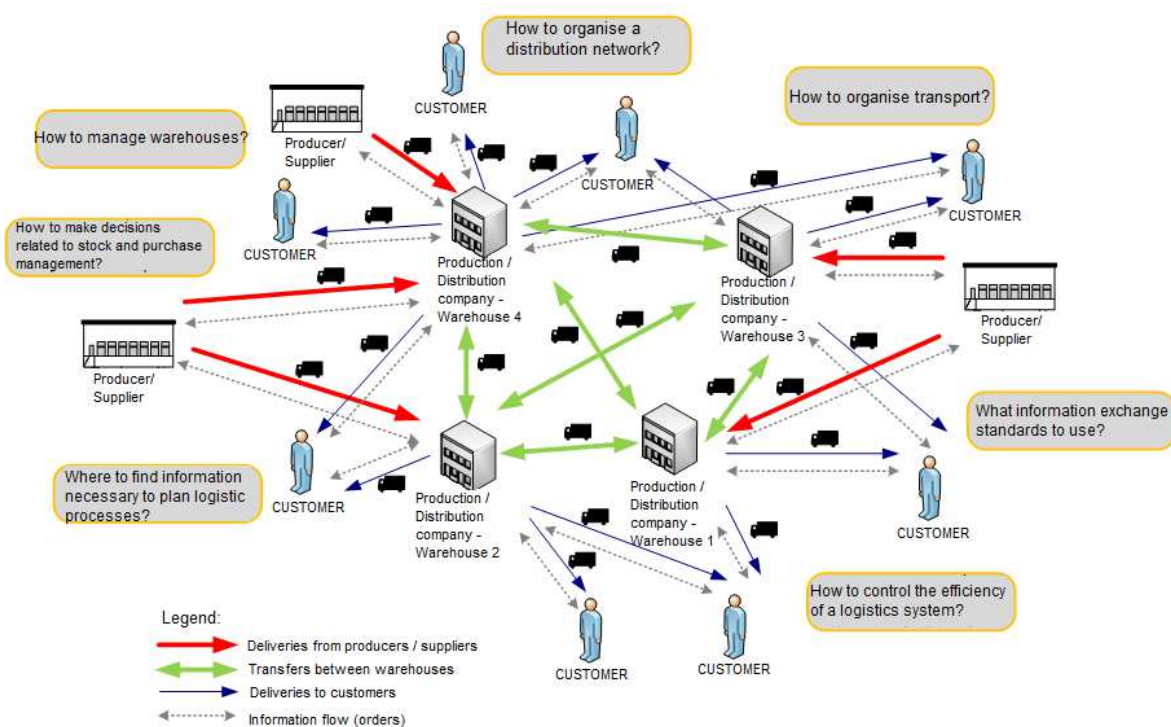 How to organise a
distribution network?
How to organise transport?
How to manage warehouses?
CUSTOMER
Producer/
Supplier
CUSTOMER
CUSTOMER
CUSTOMER
How to make decisions
related to stock and purchase
management?
Production /
Distribution
company -
Warehouse 4
Production /
Distribution
company -
Warehouse 3
Producer/
Supplier
Producer/
Supplier
What information exchange
standards to use?
Where to find information
necessary to plan logistic
processes?
CUSTOMER
Production /
Distribution
company -
Warehouse 2
Production /
Distribution
company -
Warehouse 1
CUSTOMER
How to control the efficiency
of a logistics system?
CUSTOMER
CUSTOMER
Legend:
Deliveries from producers / suppliers
Transfers between warehouses
Deliveries to customers
Information flow (orders)